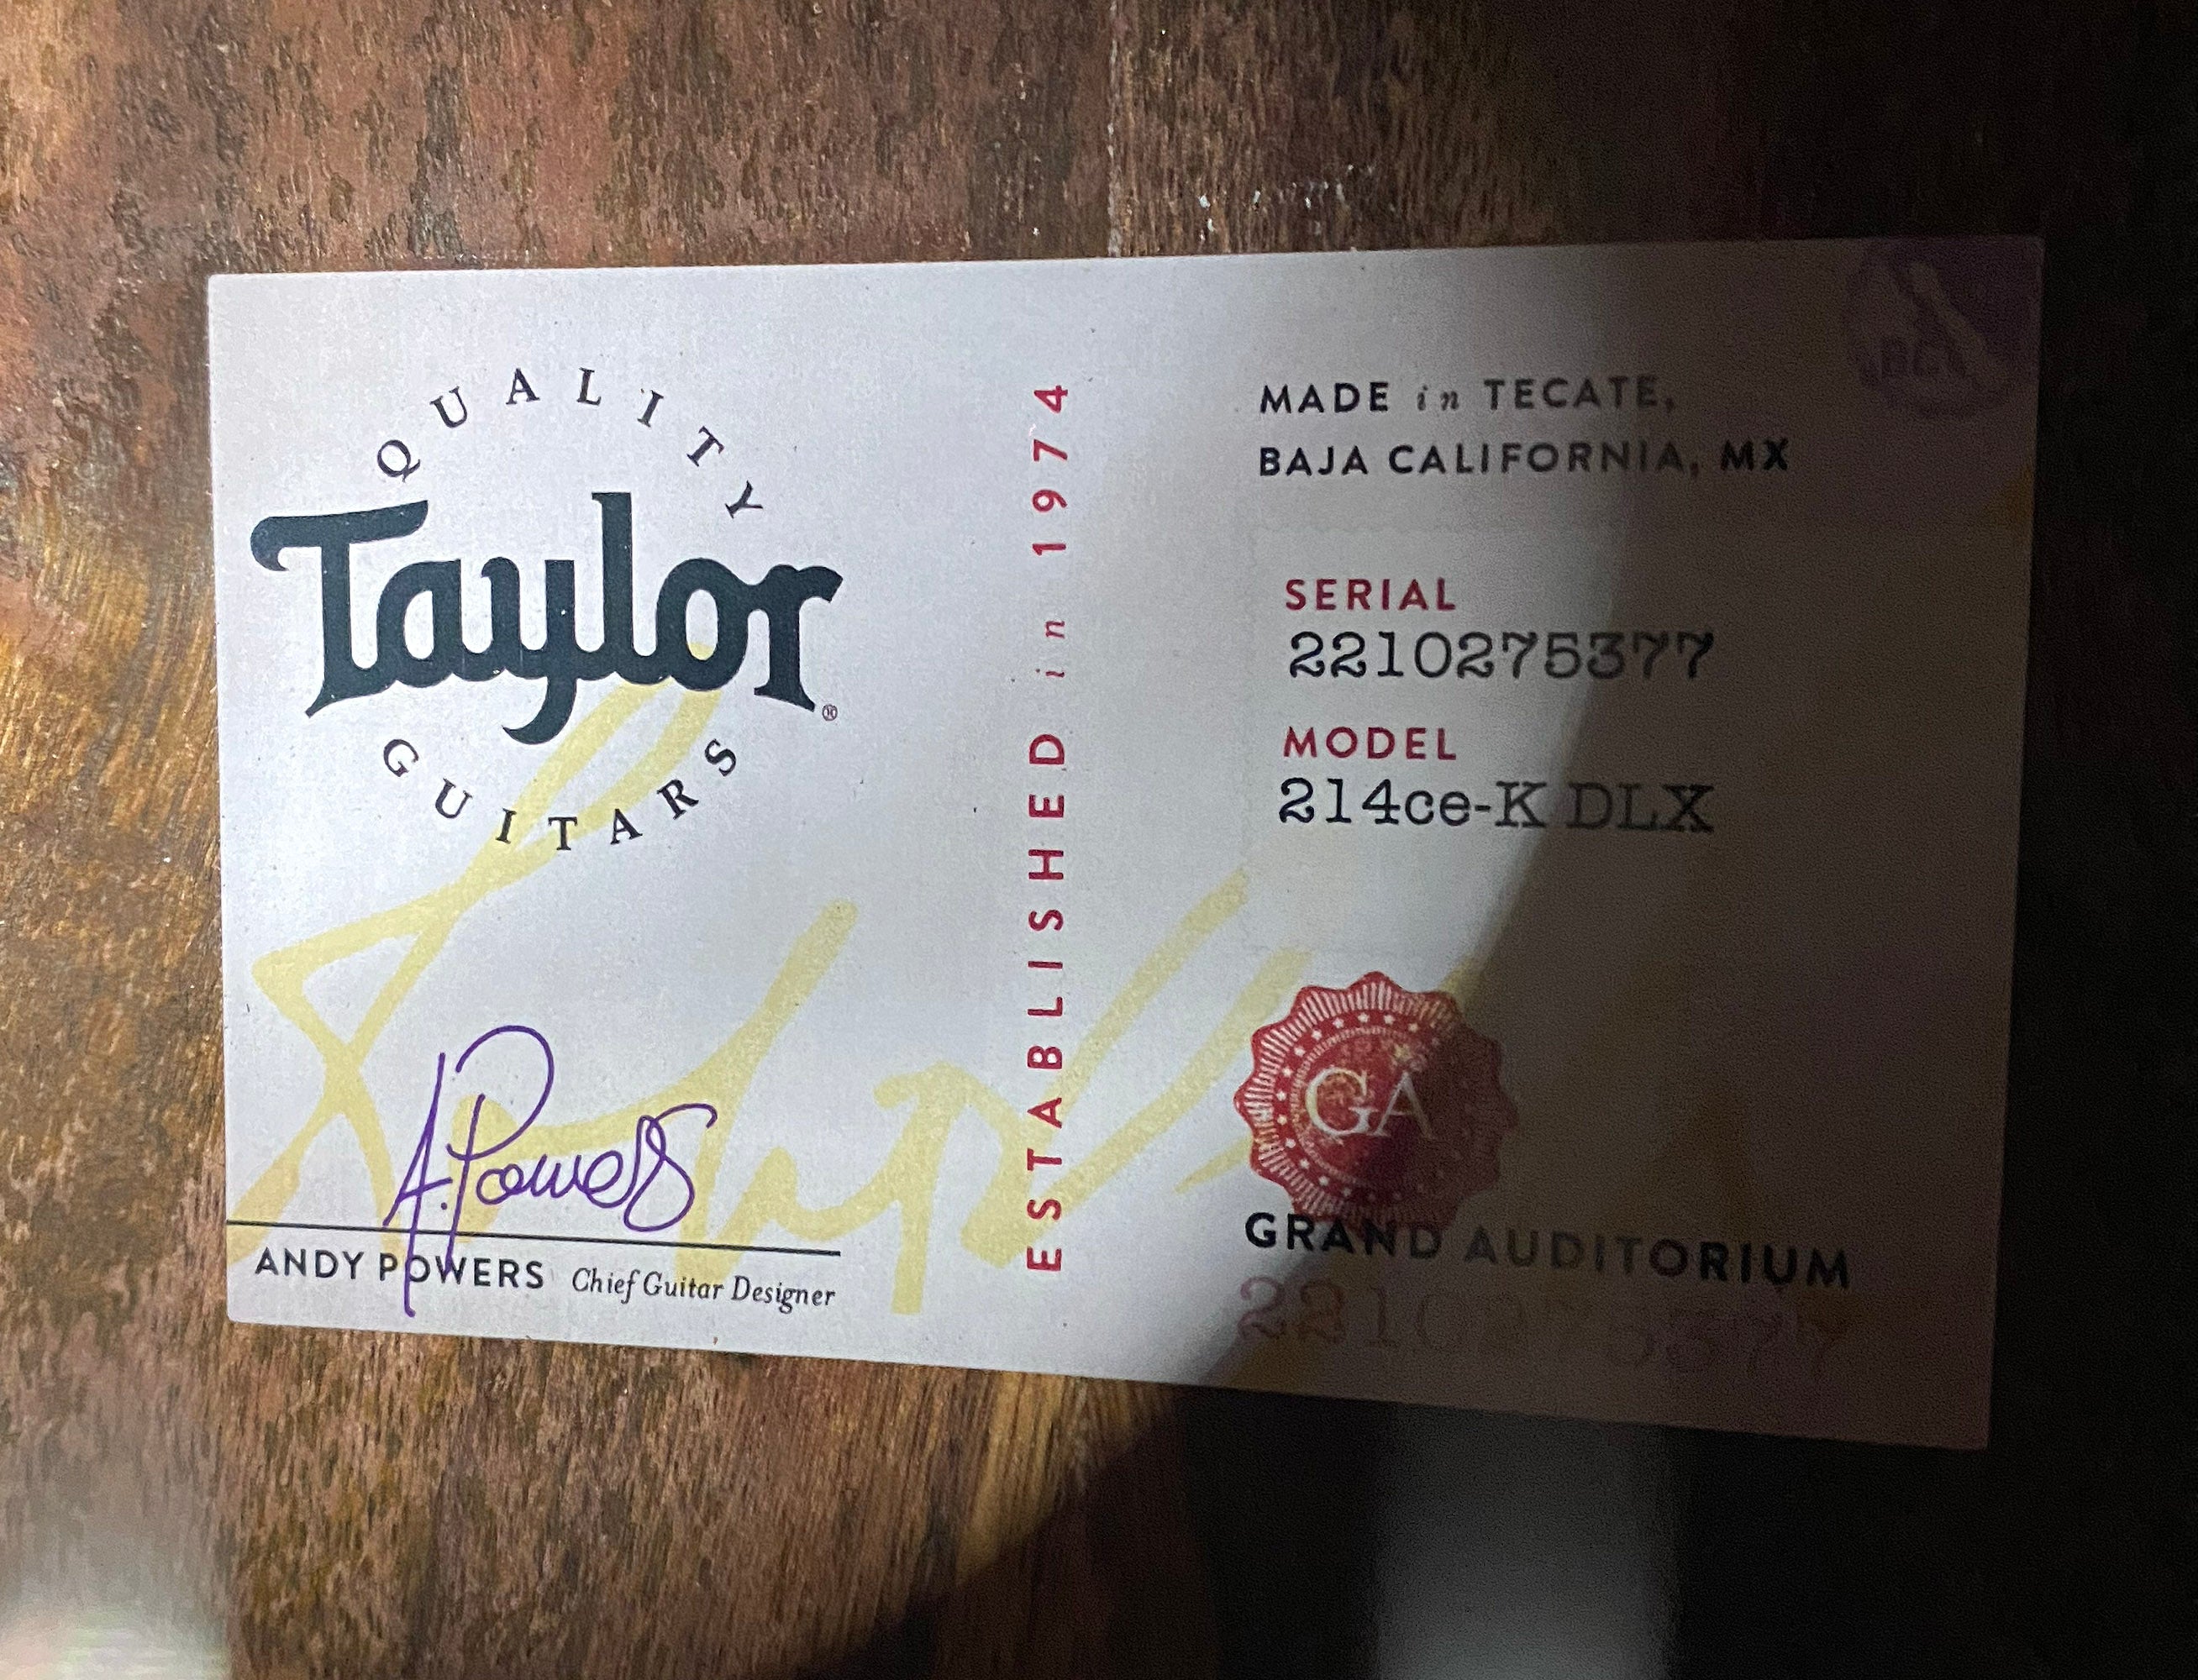 QUALITY
Taylor®
GUITARS
A. Powers
ANDY POWERS Chief Guitar Designer
ESTABLISHED in 1974
MADE in TECATE,
BAJA CALIFORNIA, MX
SERIAL
2210275377
MODEL
214ce-K DLX
GA
GRAND AUDITORIUM
2210275377